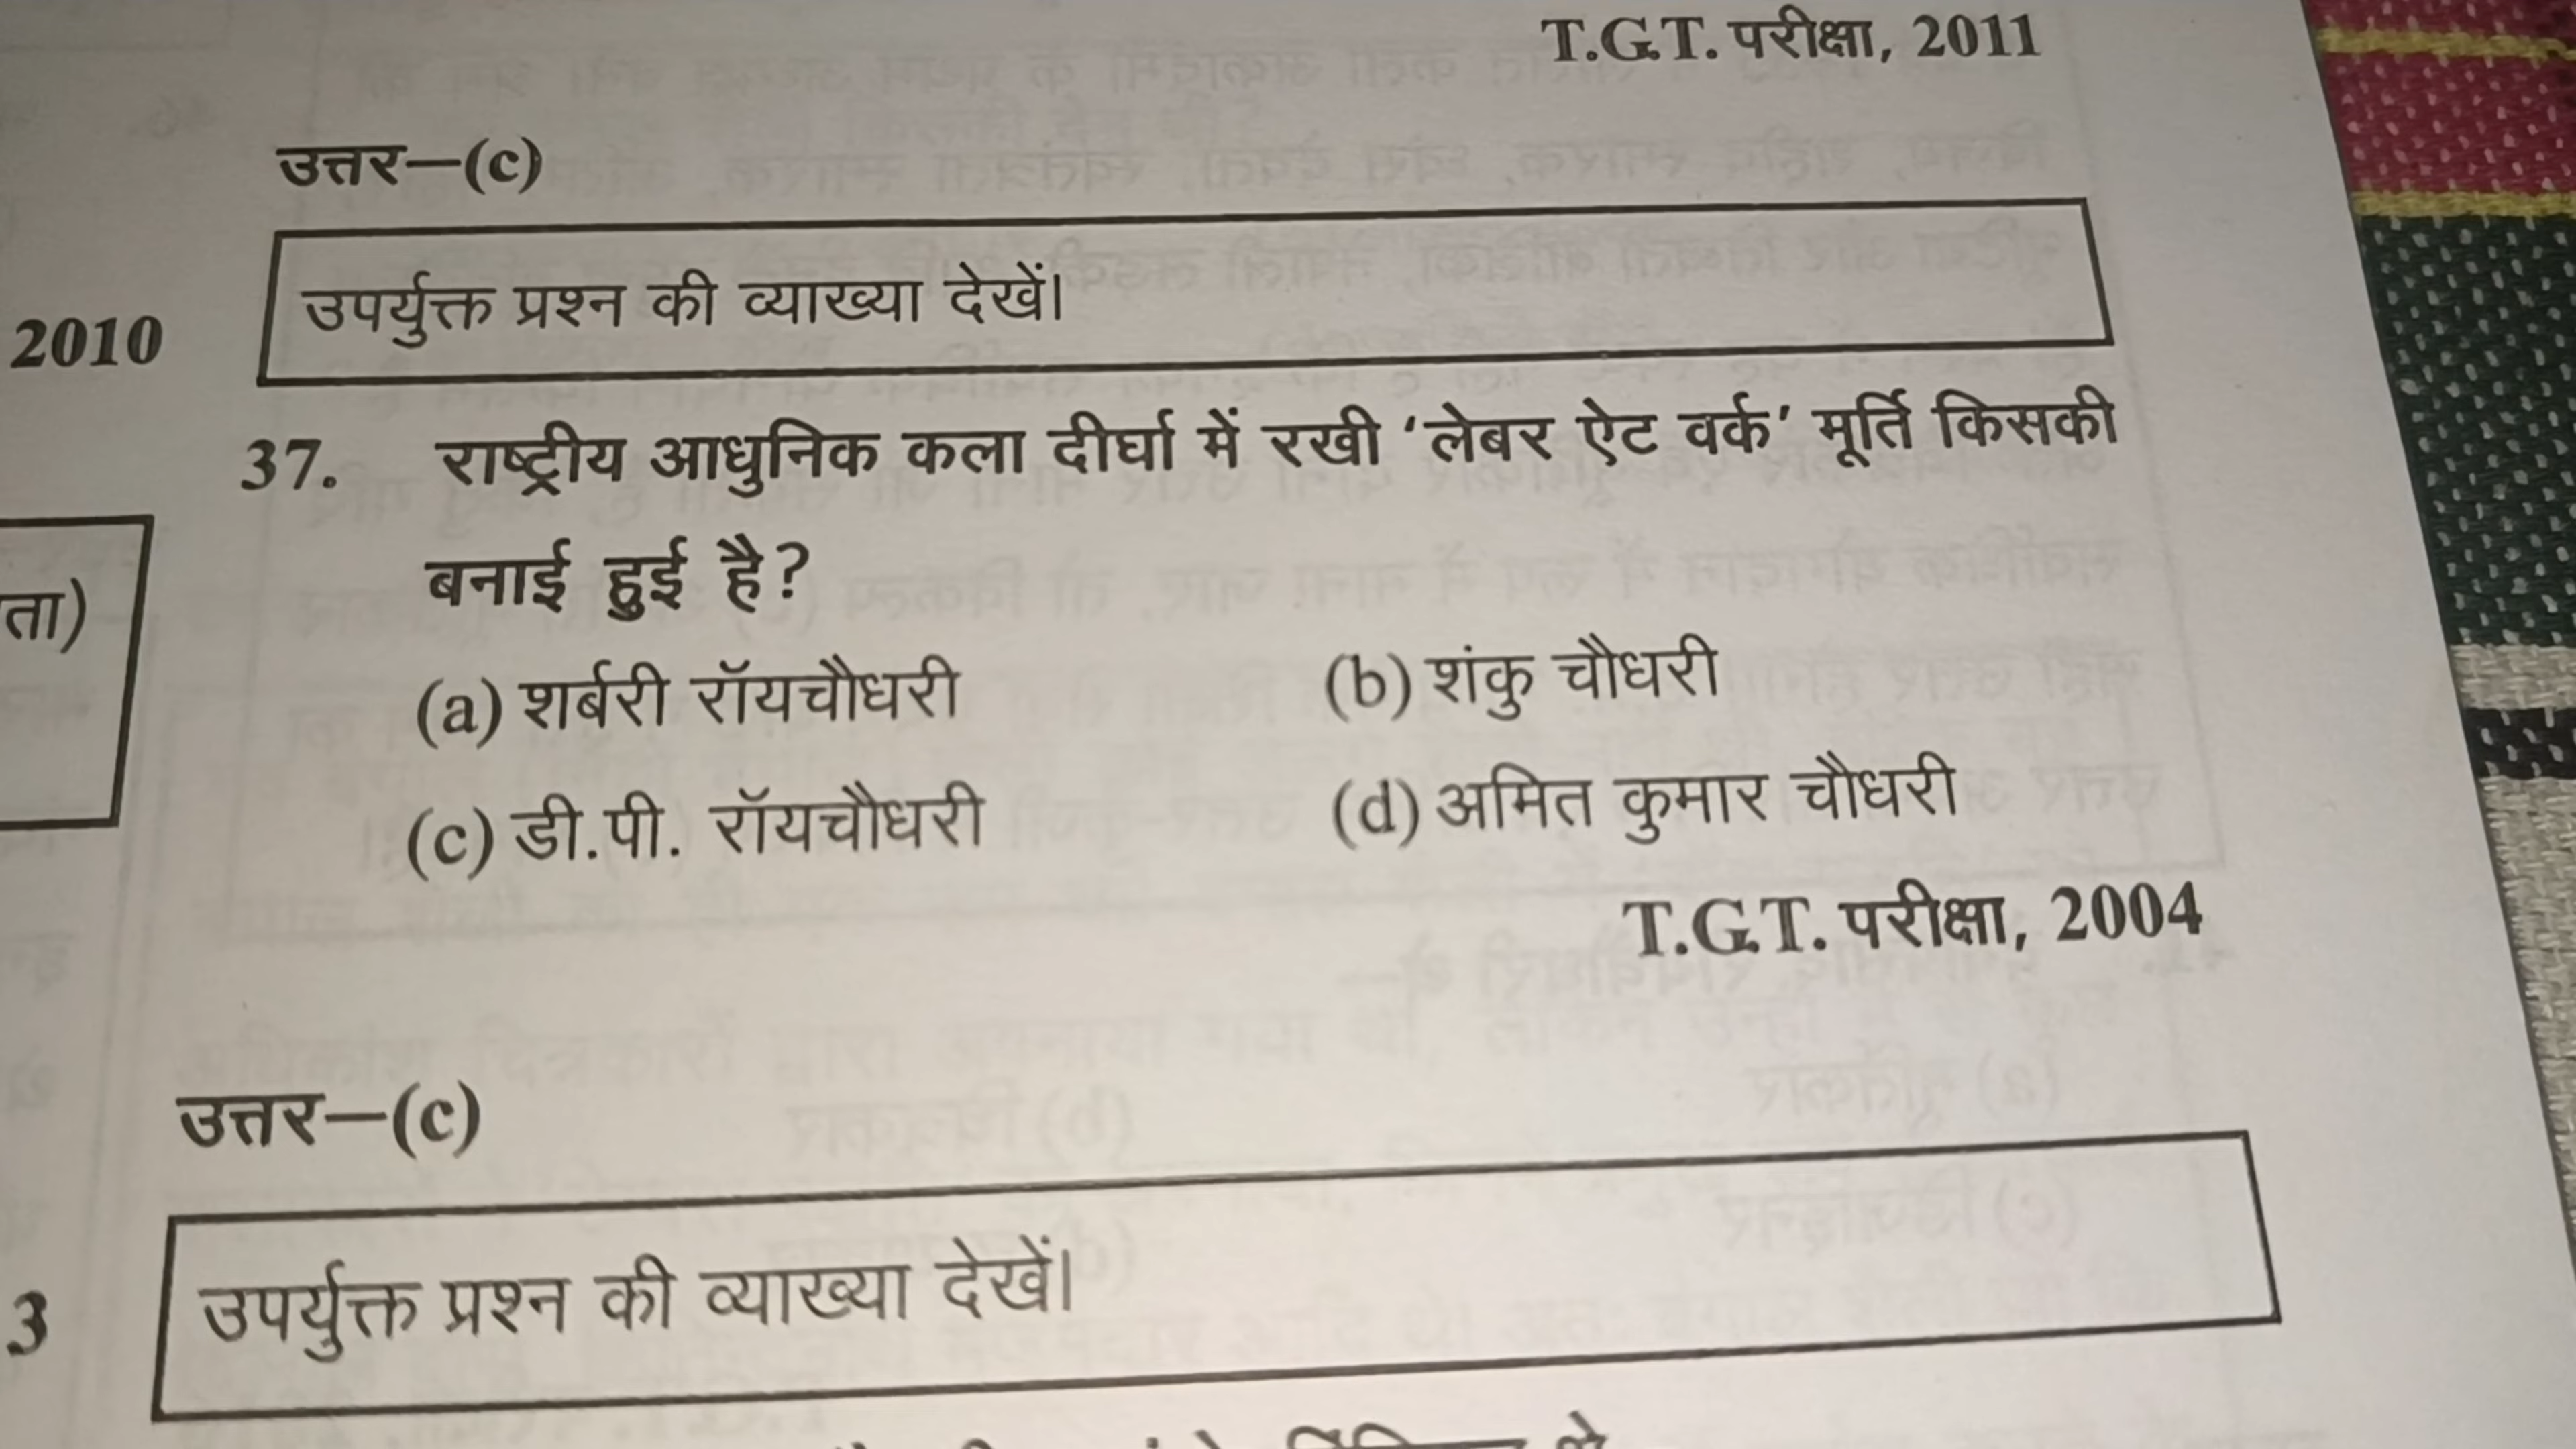 T.G.T. परीक्षा, 2011
उत्तर–(c)
उपर्युक्त प्रश्न की व्याख्या देखें।
2010
37. राष्ट्रीय आधुनिक कला दीर्घा में रखी ‘लेबर ऐट वर्क’ मूर्ति किसकी
बनाई हुई है?
ता)
(a) शर्बरी रॉयचौधरी (b) शंकु चौधरी
(c) डी.पी. रॉयचौधरी (d) अमित कुमार चौधरी
T.G.T. परीक्षा, 2004
उत्तर–(c)
उपर्युक्त प्रश्न की व्याख्या देखें।
3